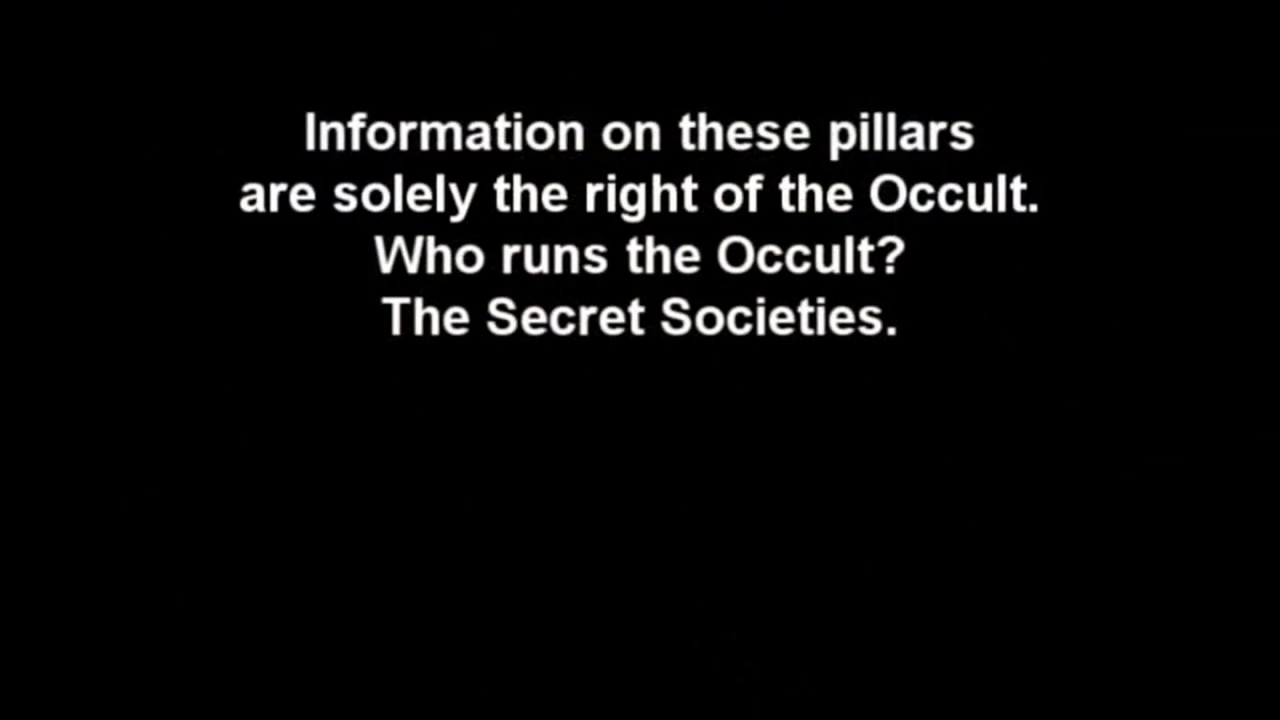 Information on these pillars
are solely the right of the Occult.
Who runs the Occult?
The Secret Societies.